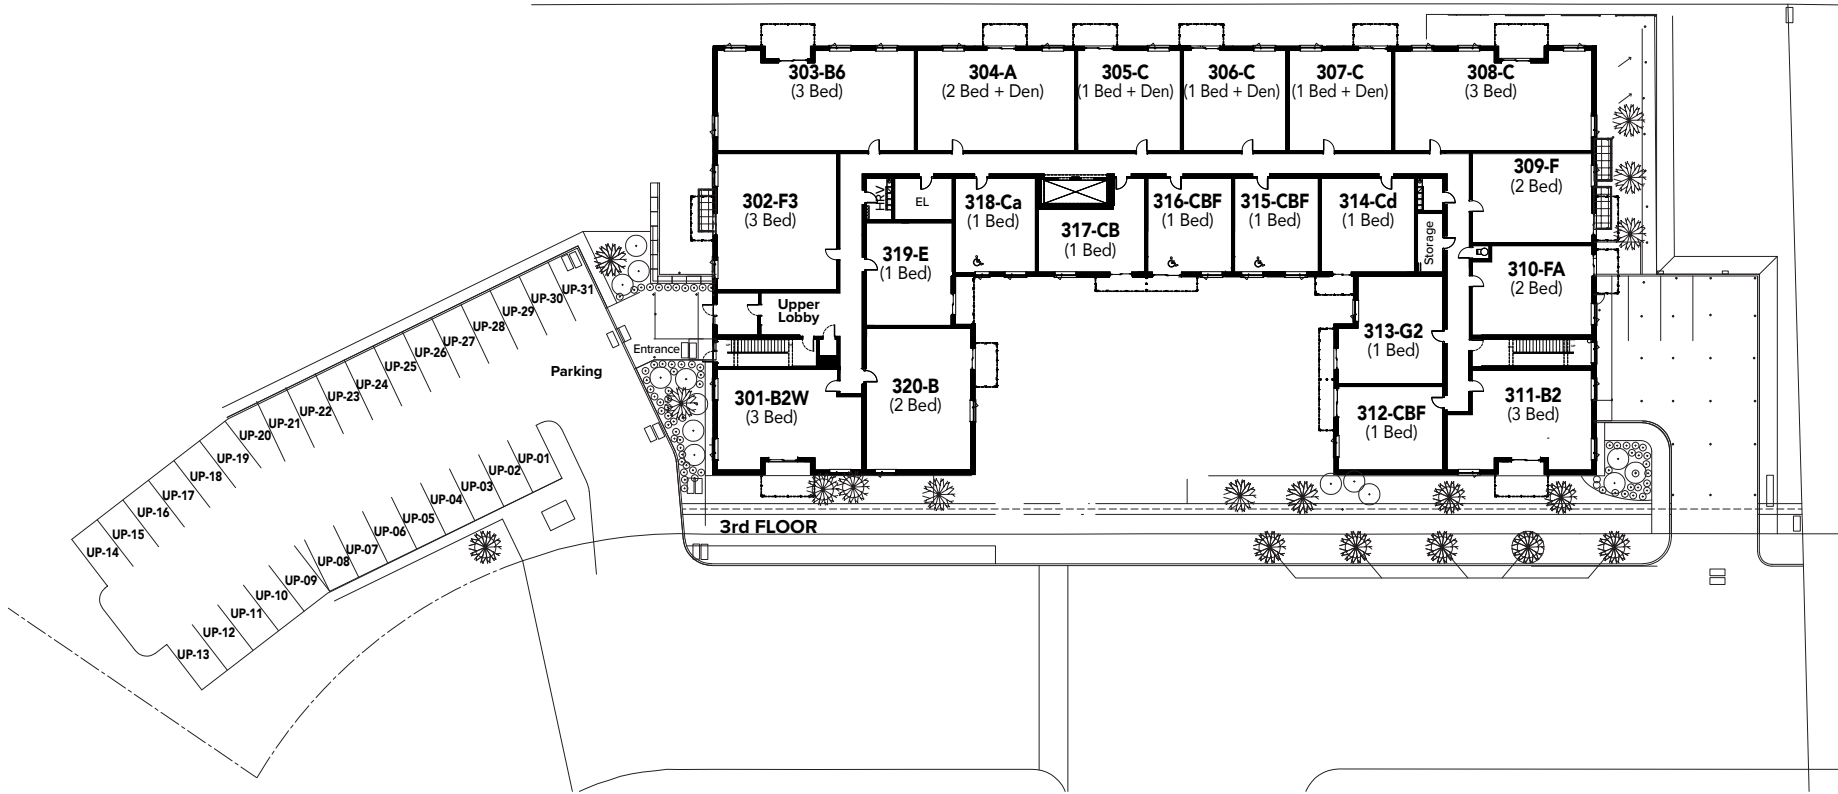 303-B6
(3 Bed)
304-A
(2 Bed + Den)
305-C
(1 Bed + Den)
306-C
(1 Bed + Den)
307-C
(1 Bed + Den)
308-C
(3 Bed)
302-F3
(3 Bed)
HRV
EL
318-Ca
(1 Bed)
317-CB
(1 Bed)
316-CBF
(1 Bed)
315-CBF
(1 Bed)
314-Cd
(1 Bed)
Storage
309-F
(2 Bed)
319-E
(1 Bed)
310-FA
(2 Bed)
Upper
Lobby
Entrance
313-G2
(1 Bed)
301-B2W
(3 Bed)
320-B
(2 Bed)
312-CBF
(1 Bed)
311-B2
(3 Bed)
3rd FLOOR
Parking
UP-31
UP-30
UP-29
UP-28
UP-27
UP-26
UP-25
UP-24
UP-23
UP-22
UP-21
UP-20
UP-19
UP-18
UP-17
UP-16
UP-15
UP-14
UP-01
UP-02
UP-03
UP-04
UP-05
UP-06
UP-07
UP-08
UP-09
UP-10
UP-11
UP-12
UP-13